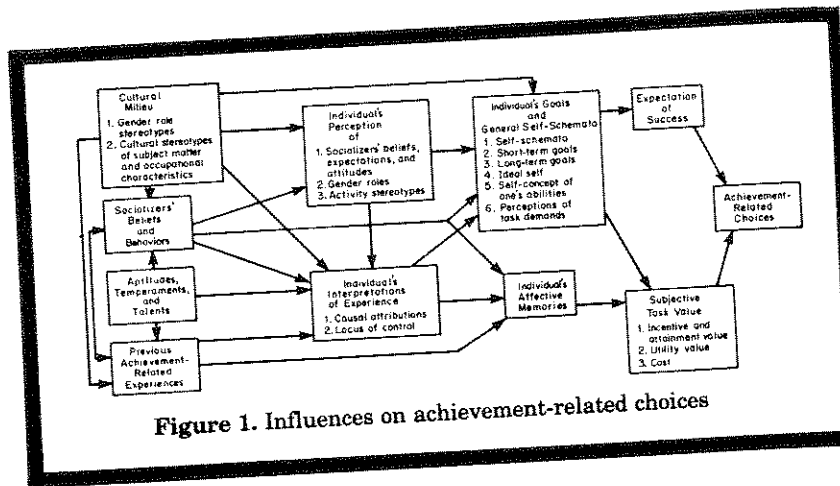 Cultural
Milieu
1. Gender role
stereotypes
2. Cultural stereotypes
of subject matter
and occupational
characteristics
Socializers'
Beliefs
and
Behaviors
Aptitudes,
Temperaments,
and
Talents
Previous
Achievement-
Related
Experiences
Individual's
Perception
of
1. Socializers' beliefs,
expectations, and
attitudes
2. Gender roles
3. Activity stereotypes
Individual's
Interpretations
of Experience
1. Causal attributions
2. Locus of control
Individual's Goals
and
General Self-Schemata
1. Self-schemata
2. Short-term goals
3. Long-term goals
4. Ideal self
5. Self-concept of
one's abilities
6. Perceptions of
task demands
Individual's
Affective
Memories
Expectation
of
Success
Subjective
Task Value
1. Incentive and
attainment value
2. Utility value
3. Cost
Achievement-
Related
Choices
Figure 1. Influences on achievement-related choices